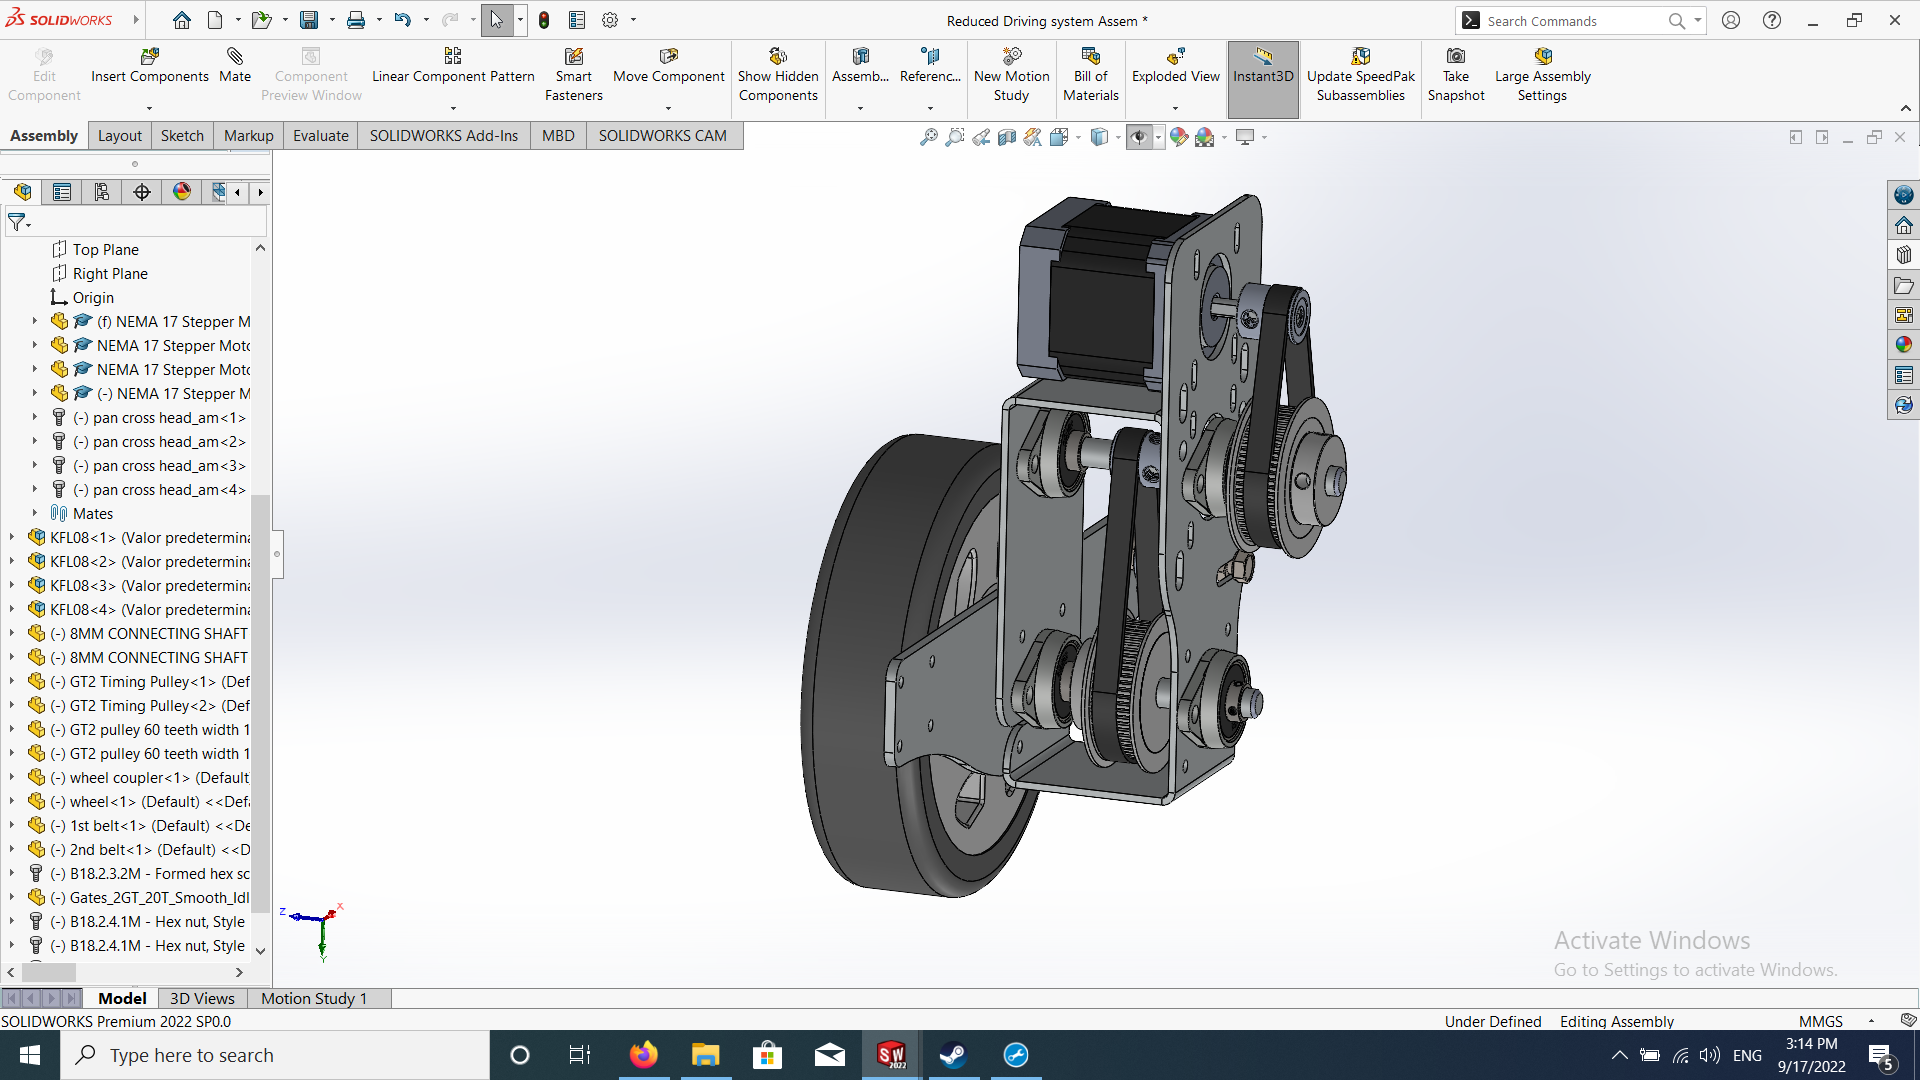 SOLIDWORKS
Reduced Driving system Assem *
Search Commands
Edit Component
Insert Components
Mate
Component Preview Window
Linear Component Pattern
Smart Fasteners
Move Component
Show Hidden Components
Assemb...
Referenc...
New Motion Study
Bill of Materials
Exploded View
Instant3D
Update SpeedPak Subassemblies
Take Snapshot
Large Assembly Settings
Assembly
Layout
Sketch
Markup
Evaluate
SOLIDWORKS Add-Ins
MBD
SOLIDWORKS CAM
Top Plane
Right Plane
Origin
(f) NEMA 17 Stepper M
NEMA 17 Stepper Moto
NEMA 17 Stepper Moto
(-) NEMA 17 Stepper M
(-) pan cross head_am<1>
(-) pan cross head_am<2>
(-) pan cross head_am<3>
(-) pan cross head_am<4>
Mates
KFL08<1> (Valor predetermina
KFL08<2> (Valor predetermina
KFL08<3> (Valor predetermina
KFL08<4> (Valor predetermina
(-) 8MM CONNECTING SHAFT
(-) 8MM CONNECTING SHAFT
(-) GT2 Timing Pulley<1> (Def
(-) GT2 Timing Pulley<2> (Def
(-) GT2 pulley 60 teeth width 1
(-) GT2 pulley 60 teeth width 1
(-) wheel coupler<1> (Default
(-) wheel<1> (Default) <<Defa
(-) 1st belt<1> (Default) <<De
(-) 2nd belt<1> (Default) <<D
(-) B18.2.3.2M - Formed hex sc
(-) Gates_2GT_20T_Smooth_Idl
(-) B18.2.4.1M - Hex nut, Style
(-) B18.2.4.1M - Hex nut, Style
Z
X
Y
Activate Windows
Go to Settings to activate Windows.
Model
3D Views
Motion Study 1
SOLIDWORKS Premium 2022 SP0.0
Under Defined
Editing Assembly
MMGS
Type here to search
SW
2022
ENG
3:14 PM
9/17/2022
5